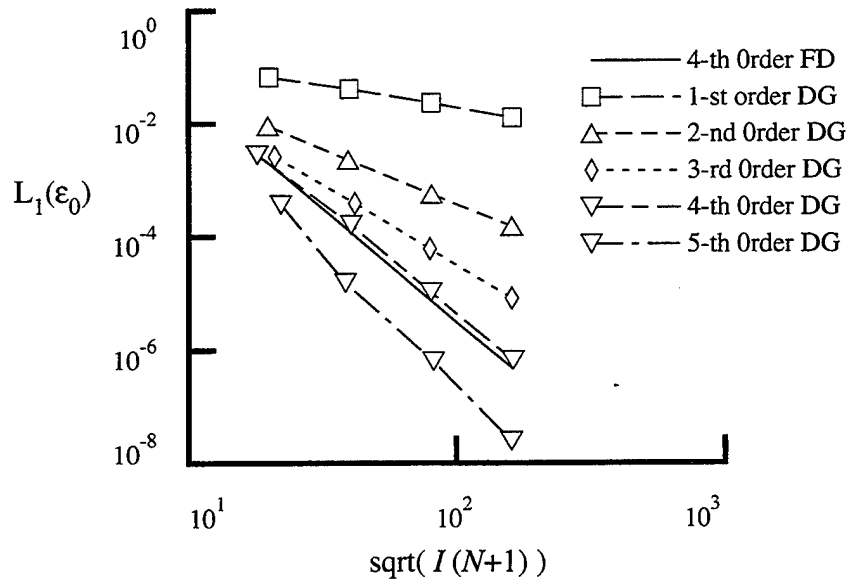 10^0
10^-2
10^-4
10^-6
10^-8
L_1(ε_0)
10^1
10^2
10^3
sqrt( I (N+1) )
4-th 0rder FD
1-st order DG
2-nd 0rder DG
3-rd 0rder DG
4-th 0rder DG
5-th 0rder DG